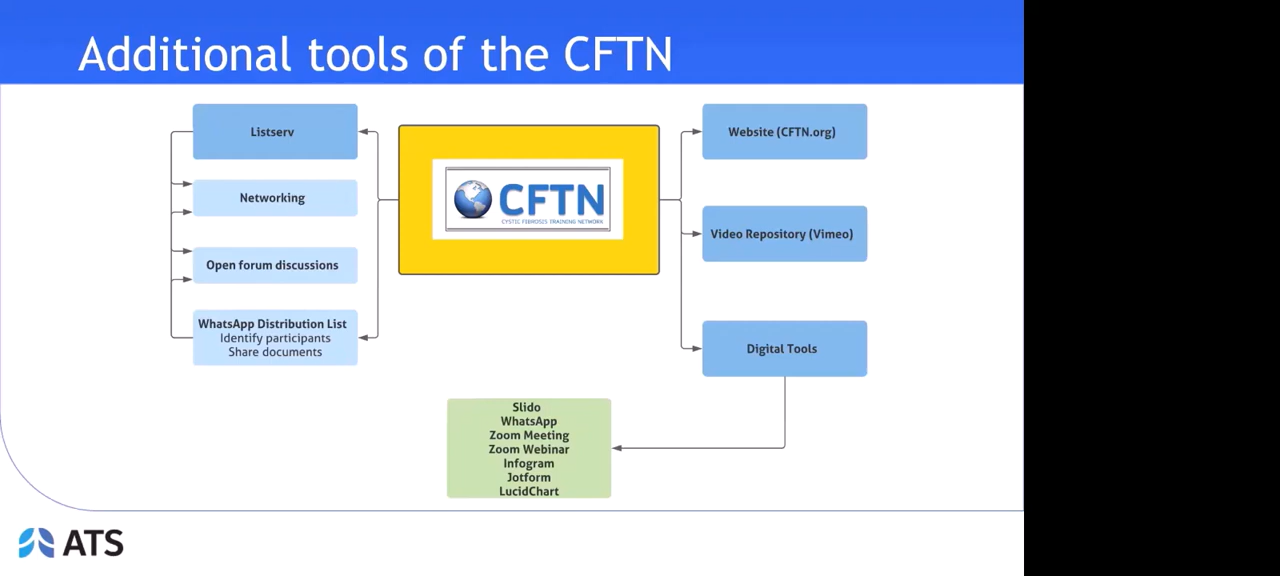 Additional tools of the CFTN
Listserv
Networking
Open forum discussions
WhatsApp Distribution List
Identify participants
Share documents
CFTN
CYSTIC FIBROSIS TRAINING NETWORK
Website (CFTN.org)
Video Repository (Vimeo)
Digital Tools
Slido
WhatsApp
Zoom Meeting
Zoom Webinar
Infogram
Jotform
LucidChart
ATS